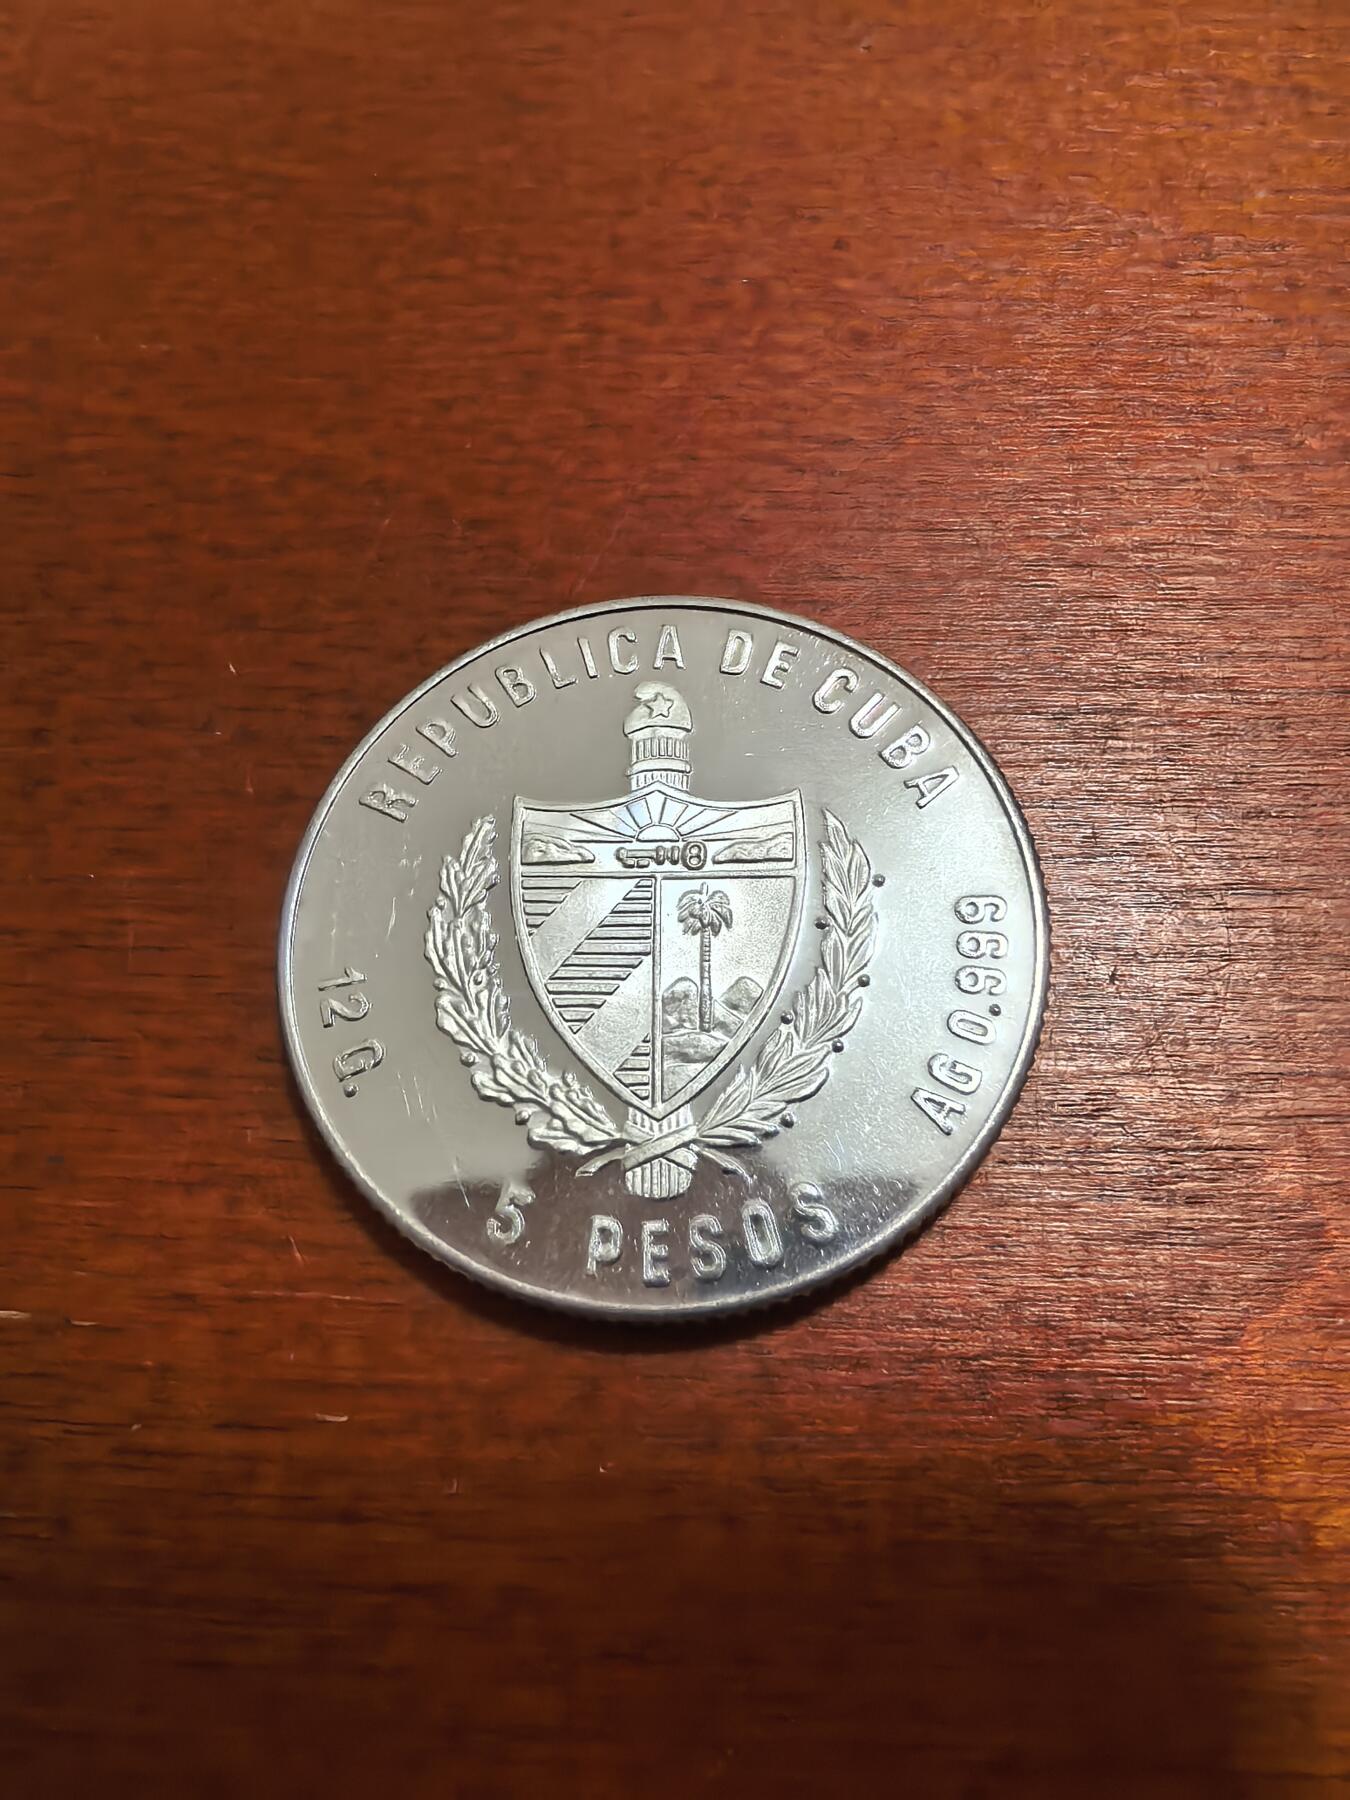 REPUBLICA DE CUBA
12 G.
AG 0.999
5 PESOS